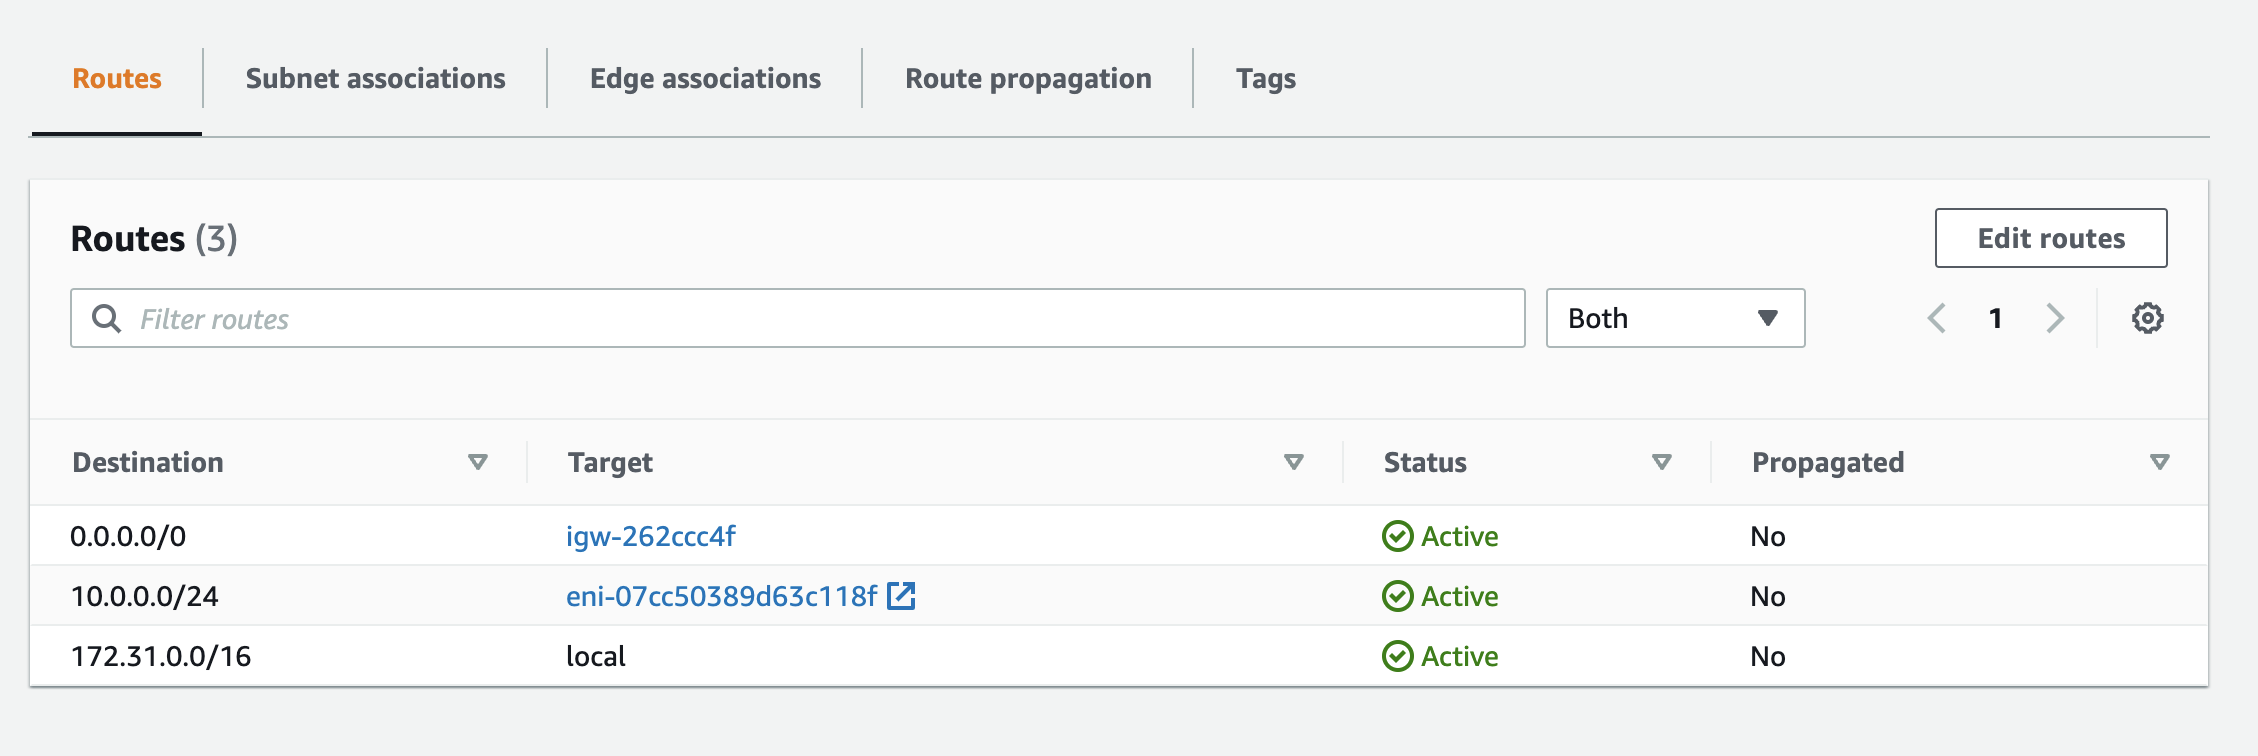 Routes Subnet associations Edge associations Route propagation Tags
Routes (3) Edit routes
Filter routes Both 1
Destination Target Status Propagated
0.0.0.0/0 igw-262ccc4f Active No
10.0.0.0/24 eni-07cc50389d63c118f Active No
172.31.0.0/16 local Active No